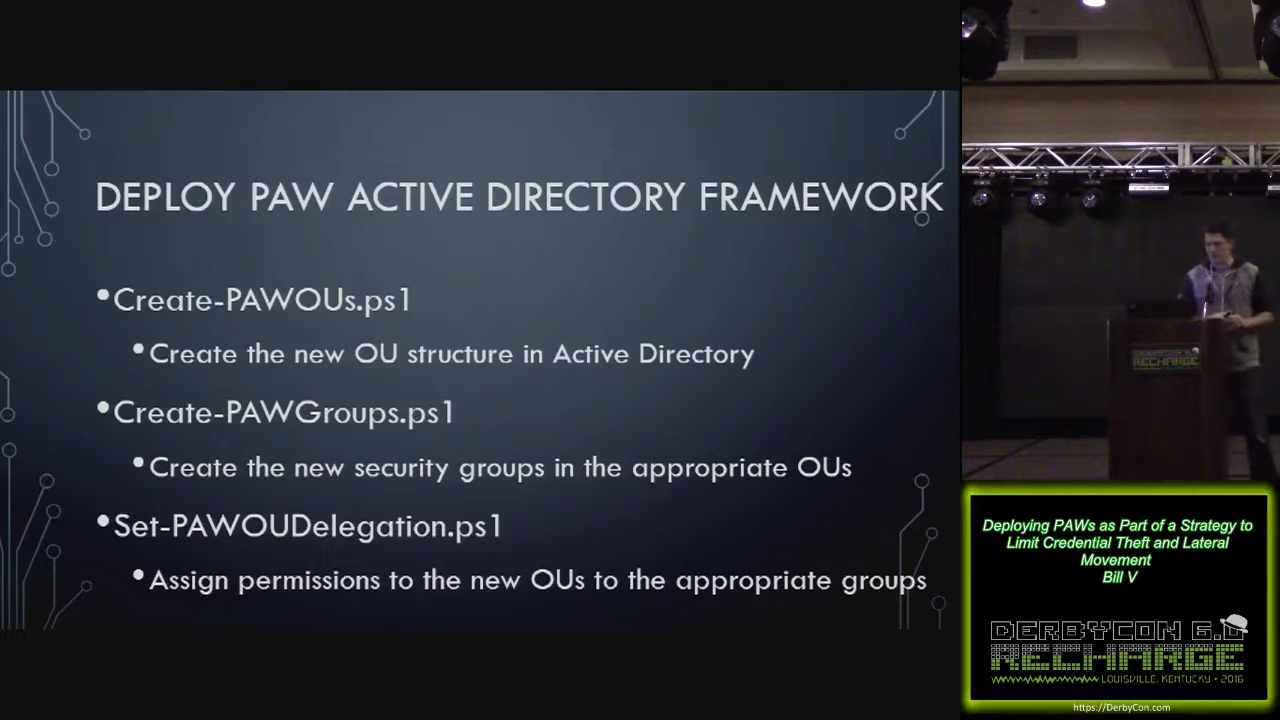 DEPLOY PAW ACTIVE DIRECTORY FRAMEWORK
•Create-PAWOUs.ps1
•Create the new OU structure in Active Directory
•Create-PAWGroups.ps1
•Create the new security groups in the appropriate OUs
•Set-PAWOUDelegation.ps1
•Assign permissions to the new OUs to the appropriate groups
RECHARGE
Deploying PAWs as Part of a Strategy to
Limit Credential Theft and Lateral
Movement
Bill V
DERBYCON 6.0
RECHARGE
LOUISVILLE, KENTUCKY • 2016
https://DerbyCon.com